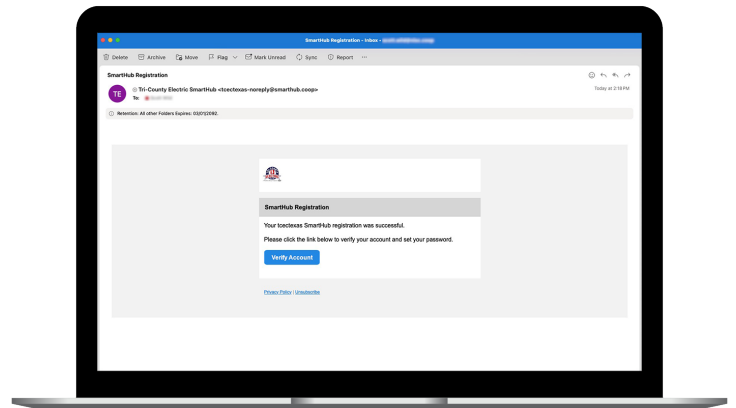 SmartHub Registration • Inbox •
Delete Archive Move Flag Mark Unread Sync Report ...
SmartHub Registration
TE
Tri-County Electric SmartHub <tcectexas-noreply@smarthub.coop>
Today at 2:19 PM
To:
Retention: All other Folders Expires: 03/01/2092.
SmartHub Registration
Your tcectexas SmartHub registration was successful.
Please click the link below to verify your account and set your password.
Verify Account
Privacy Policy | Unsubscribe